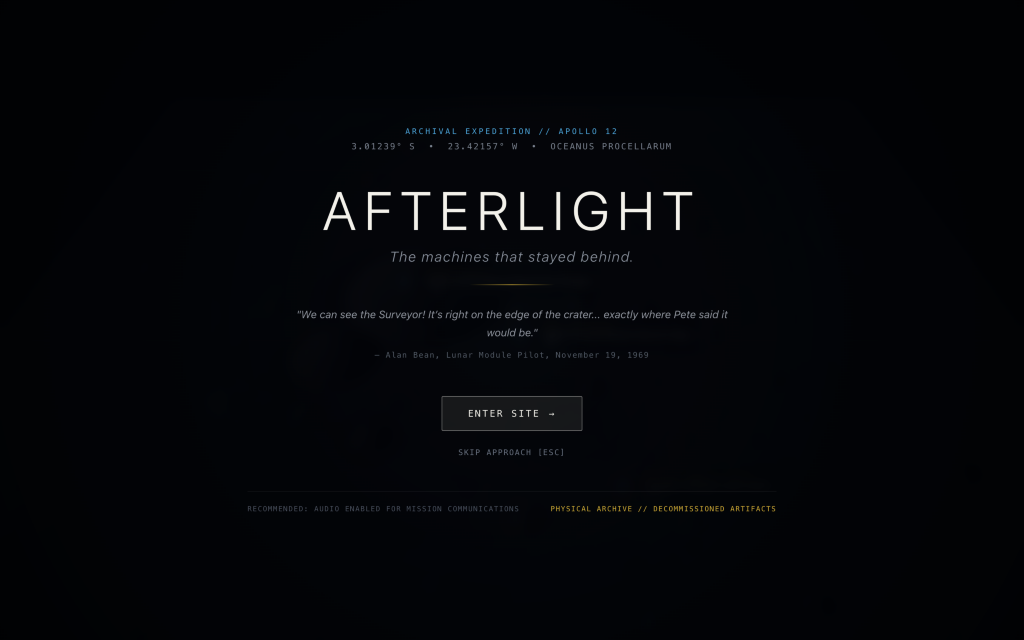 ARCHIVAL EXPEDITION // APOLLO 12
3.01239° S • 23.42157° W • OCEANUS PROCELLARUM
AFTERLIGHT
The machines that stayed behind.
"We can see the Surveyor! It's right on the edge of the crater... exactly where Pete said it
would be."
— Alan Bean, Lunar Module Pilot, November 19, 1969
ENTER SITE →
SKIP APPROACH [ESC]
RECOMMENDED: AUDIO ENABLED FOR MISSION COMMUNICATIONS
PHYSICAL ARCHIVE // DECOMMISSIONED ARTIFACTS